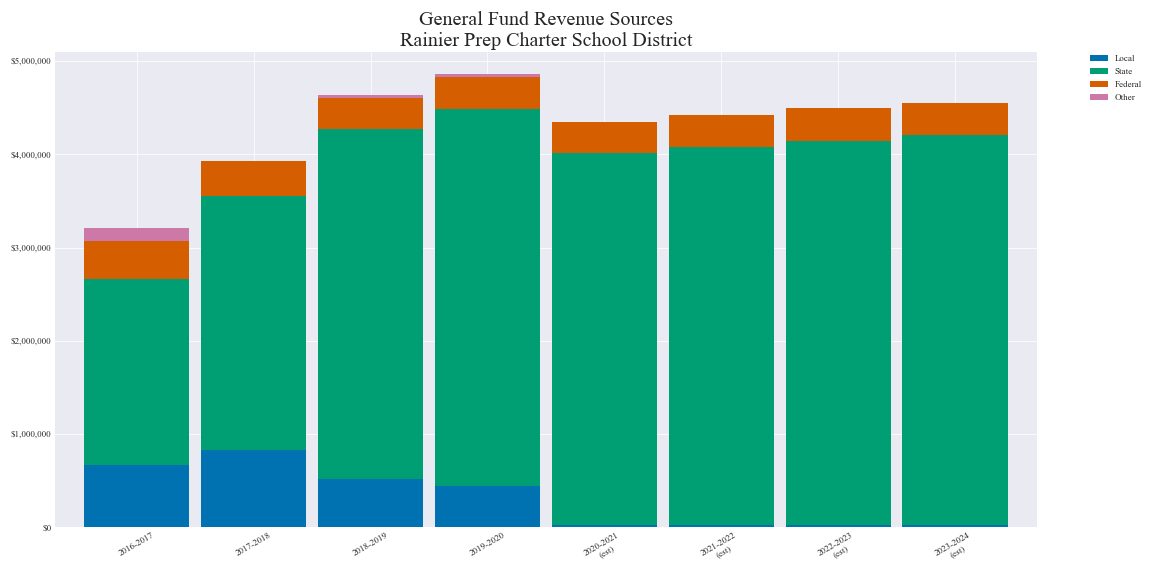 General Fund Revenue Sources
Rainier Prep Charter School District
$5,000,000
$4,000,000
$3,000,000
$2,000,000
$1,000,000
$0
2016-2017
2017-2018
2018-2019
2019-2020
2020-2021
(est)
2021-2022
(est)
2022-2023
(est)
2023-2024
(est)
Local
State
Federal
Other